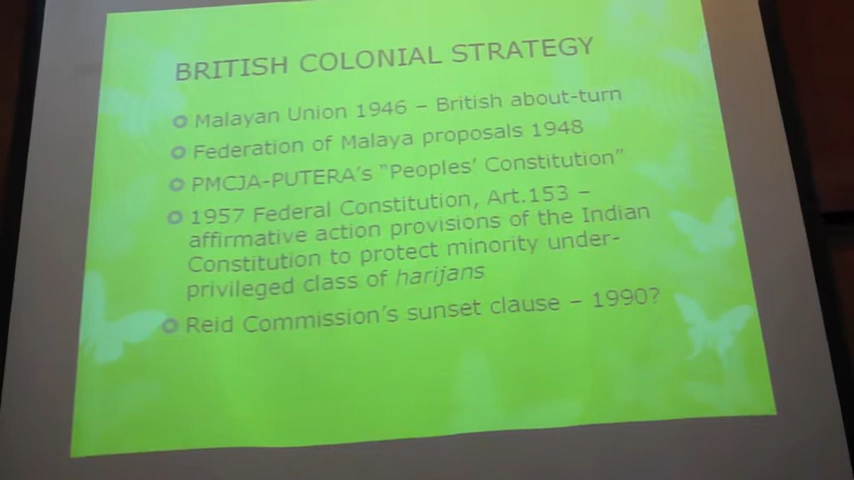 BRITISH COLONIAL STRATEGY
Malayan Union 1946 – British about-turn
Federation of Malaya proposals 1948
PMCJA-PUTERA's "Peoples' Constitution"
1957 Federal Constitution, Art.153 –
affirmative action provisions of the Indian
Constitution to protect minority under-
privileged class of harijans
Reid Commission's sunset clause – 1990?